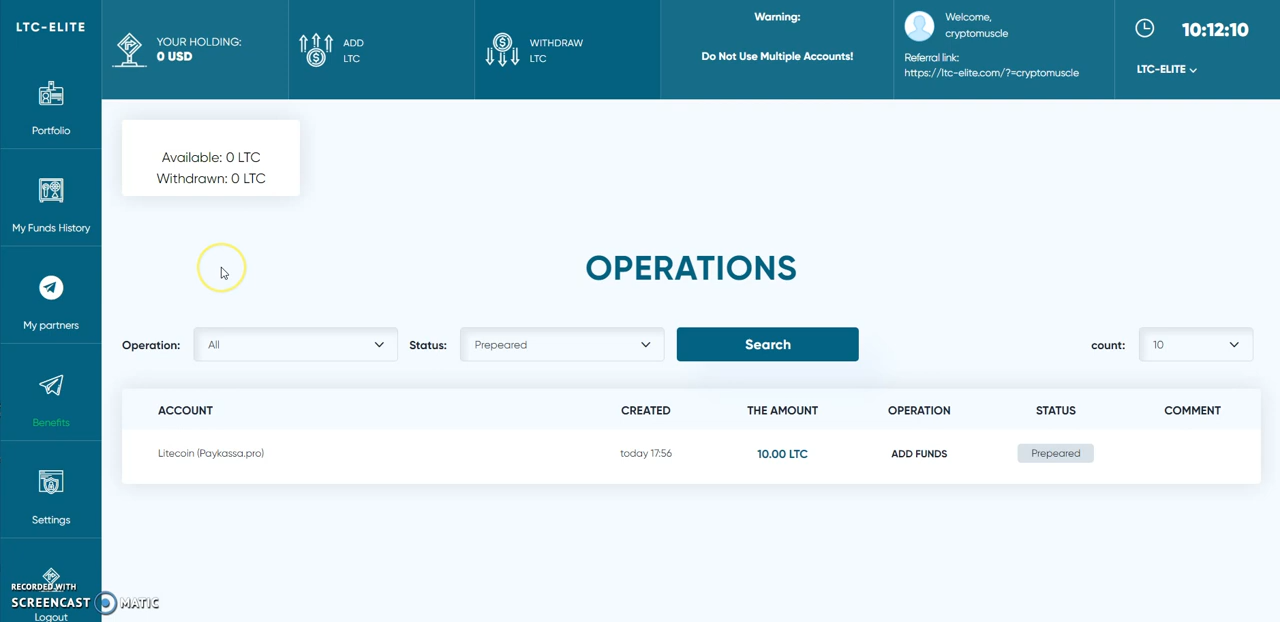 LTC-ELITE
YOUR HOLDING:
0 USD
ADD
LTC
WITHDRAW
LTC
Warning:
Do Not Use Multiple Accounts!
Welcome,
cryptomuscle
Referral link:
https://ltc-elite.com/?=cryptomuscle
10:12:10
LTC-ELITE
Portfolio
My Funds History
My partners
Benefits
Settings
Logout
Available: 0 LTC
Withdrawn: 0 LTC
OPERATIONS
Operation: All Status: Prepeared Search count: 10
ACCOUNT CREATED THE AMOUNT OPERATION STATUS COMMENT
Litecoin (Paykassa.pro) today 17:56 10.00 LTC ADD FUNDS Prepeared
RECORDED WITH
SCREENCAST MATIC